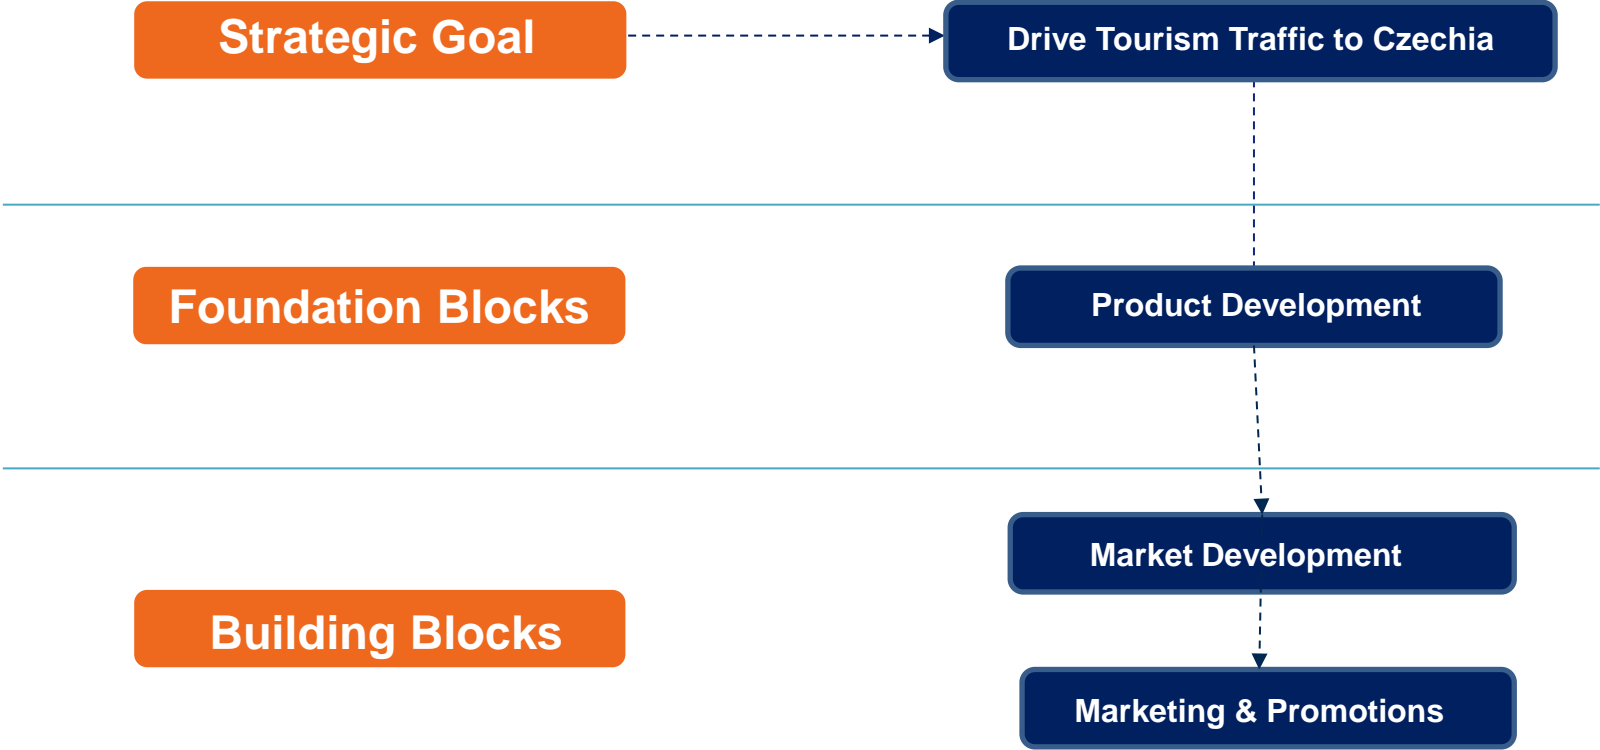 Strategic Goal
Drive Tourism Traffic to Czechia
Foundation Blocks
Product Development
Market Development
Building Blocks
Marketing & Promotions